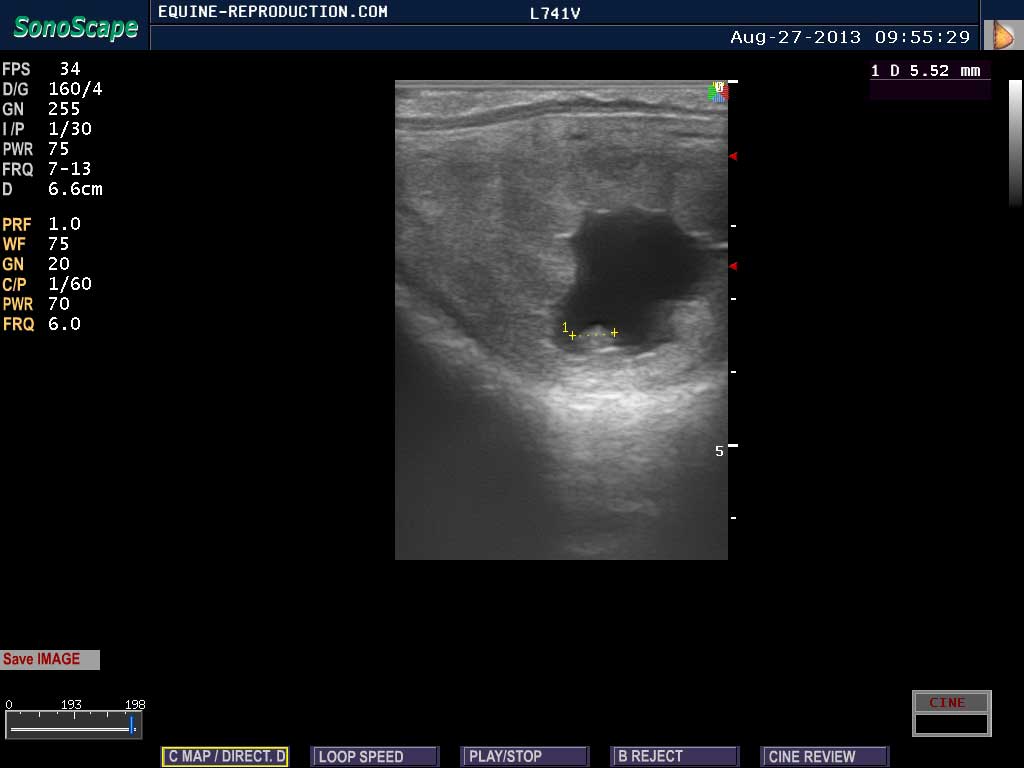 SonoScape
EQUINE-REPRODUCTION.COM
L741V
Aug-27-2013 09:55:29
FPS 34
D/G 160/4
GN 255
I/P 1/30
PWR 75
FRQ 7-13
D 6.6cm
PRF 1.0
WF 75
GN 20
C/P 1/60
PWR 70
FRQ 6.0
1 D 5.52 mm
1
5
Save IMAGE
0 193 198
CINE
C MAP / DIRECT. D
LOOP SPEED
PLAY/STOP
B REJECT
CINE REVIEW